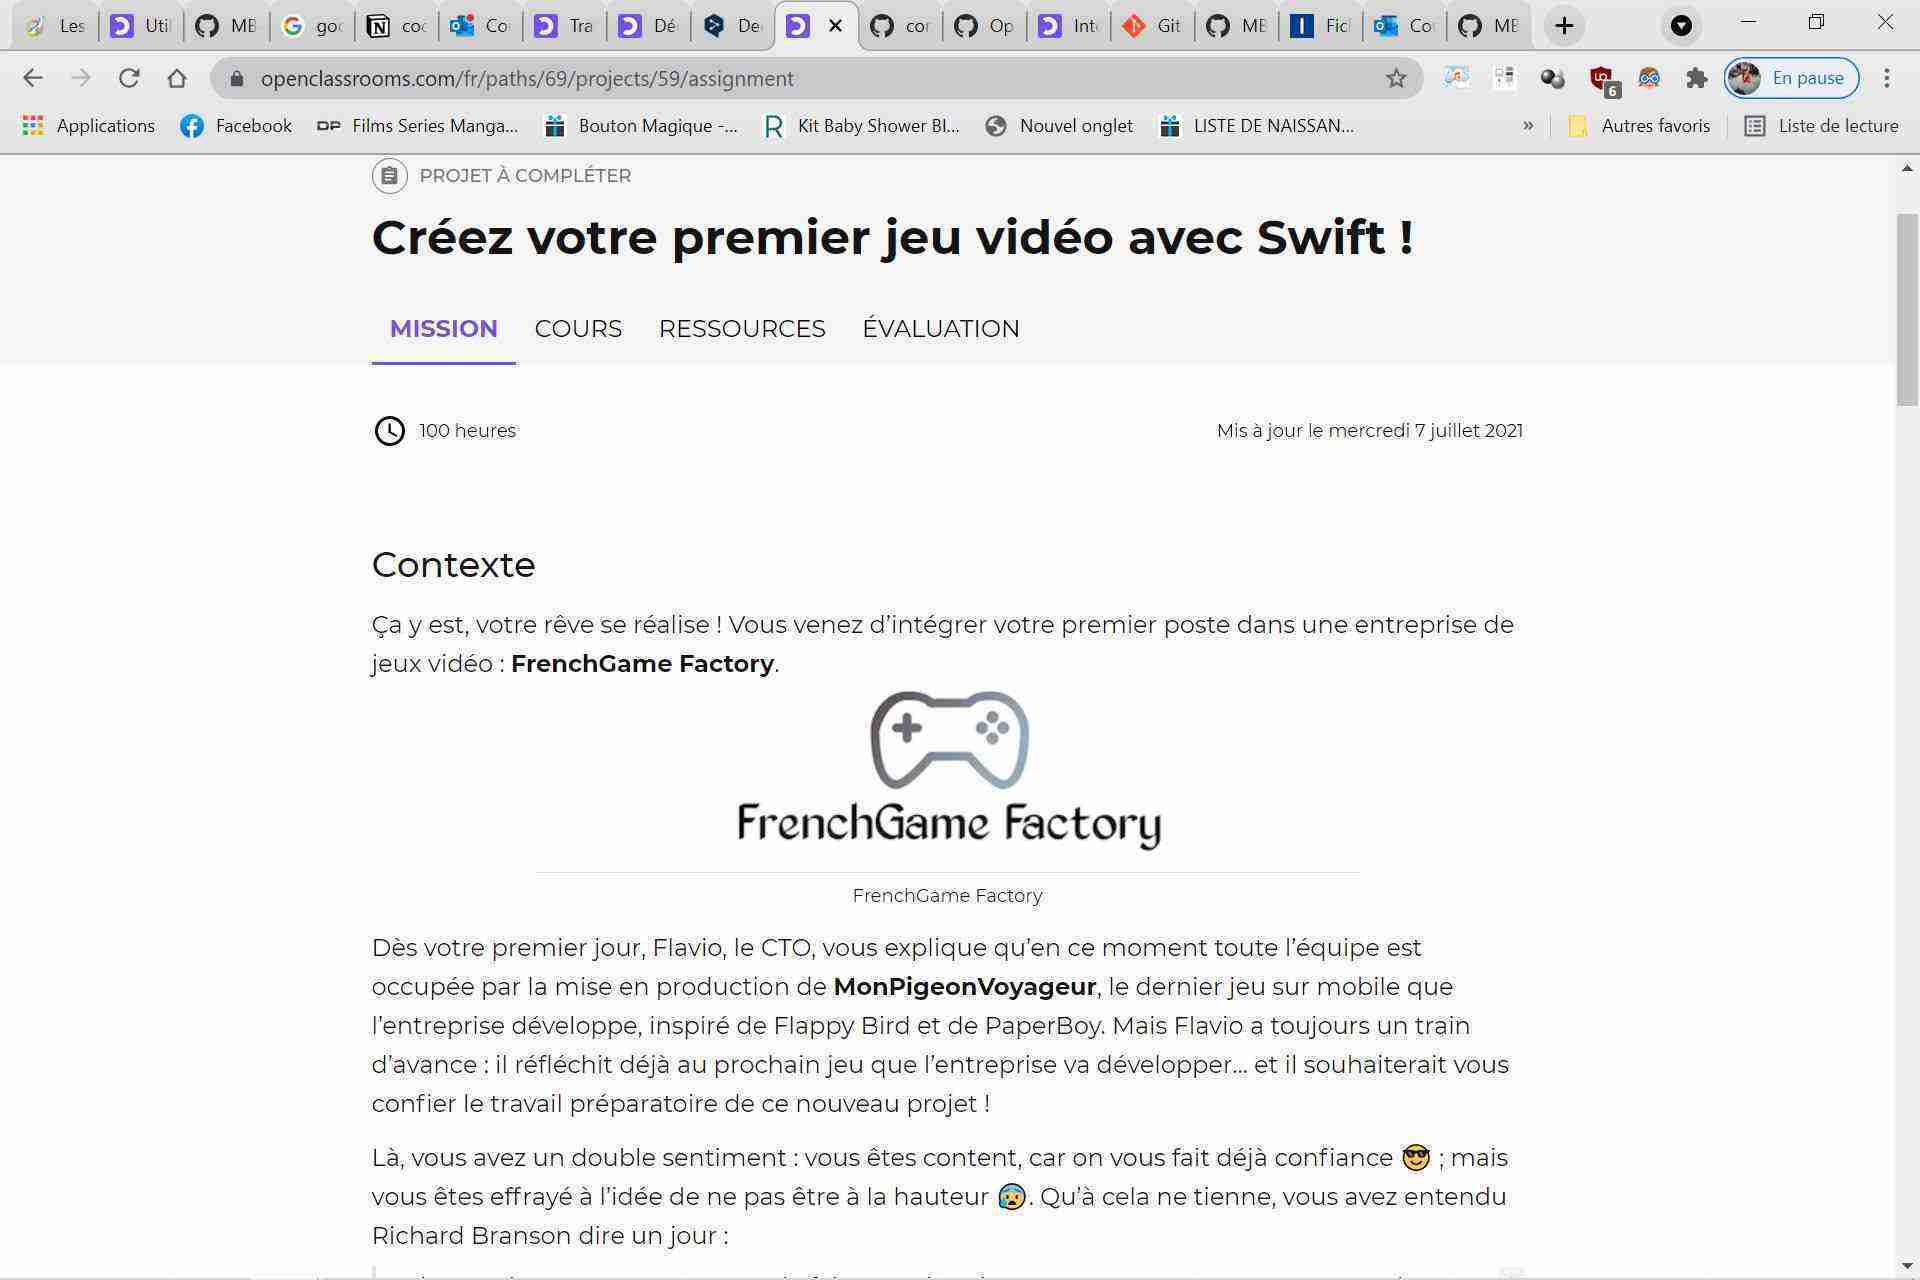 Les
Util
ME
goo
coo
Co
Tra
Dé
De
cor
Op
Int
Git
ME
Fich
Co
ME
openclassrooms.com/fr/paths/69/projects/59/assignment
6
En pause
Applications
Facebook
DP
Films Series Manga...
Bouton Magique -...
R
Kit Baby Shower Bl...
Nouvel onglet
LISTE DE NAISSAN...
»
Autres favoris
Liste de lecture
PROJET À COMPLÉTER
Créez votre premier jeu vidéo avec Swift !
MISSION
COURS
RESSOURCES
ÉVALUATION
100 heures
Mis à jour le mercredi 7 juillet 2021
Contexte
Ça y est, votre rêve se réalise ! Vous venez d’intégrer votre premier poste dans une entreprise de
jeux vidéo : FrenchGame Factory.
FrenchGame Factory
FrenchGame Factory
Dès votre premier jour, Flavio, le CTO, vous explique qu’en ce moment toute l’équipe est
occupée par la mise en production de MonPigeonVoyageur, le dernier jeu sur mobile que
l’entreprise développe, inspiré de Flappy Bird et de PaperBoy. Mais Flavio a toujours un train
d’avance : il réfléchit déjà au prochain jeu que l’entreprise va développer... et il souhaiterait vous
confier le travail préparatoire de ce nouveau projet !
Là, vous avez un double sentiment : vous êtes content, car on vous fait déjà confiance 😎 ; mais
vous êtes effrayé à l’idée de ne pas être à la hauteur 😰. Qu’à cela ne tienne, vous avez entendu
Richard Branson dire un jour :